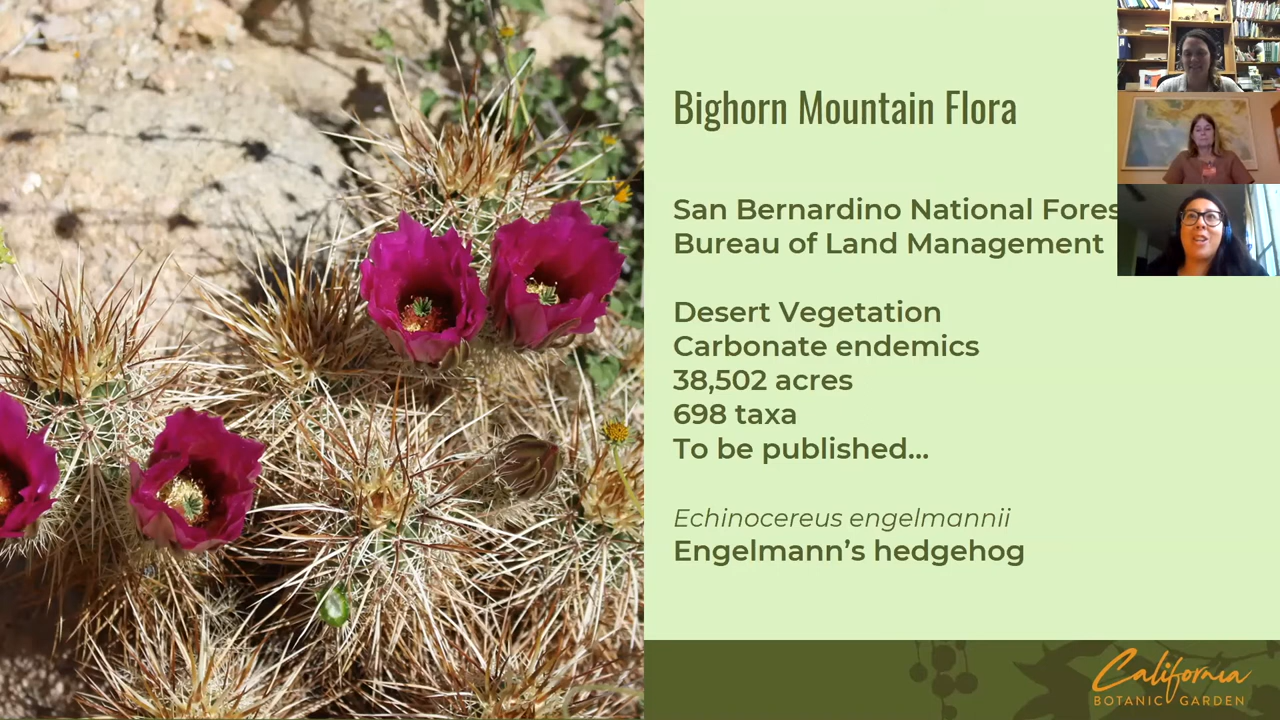 Bighorn Mountain Flora
San Bernardino National Fores
Bureau of Land Management
Desert Vegetation
Carbonate endemics
38,502 acres
698 taxa
To be published...
Echinocereus engelmannii
Engelmann's hedgehog
California
BOTANIC GARDEN